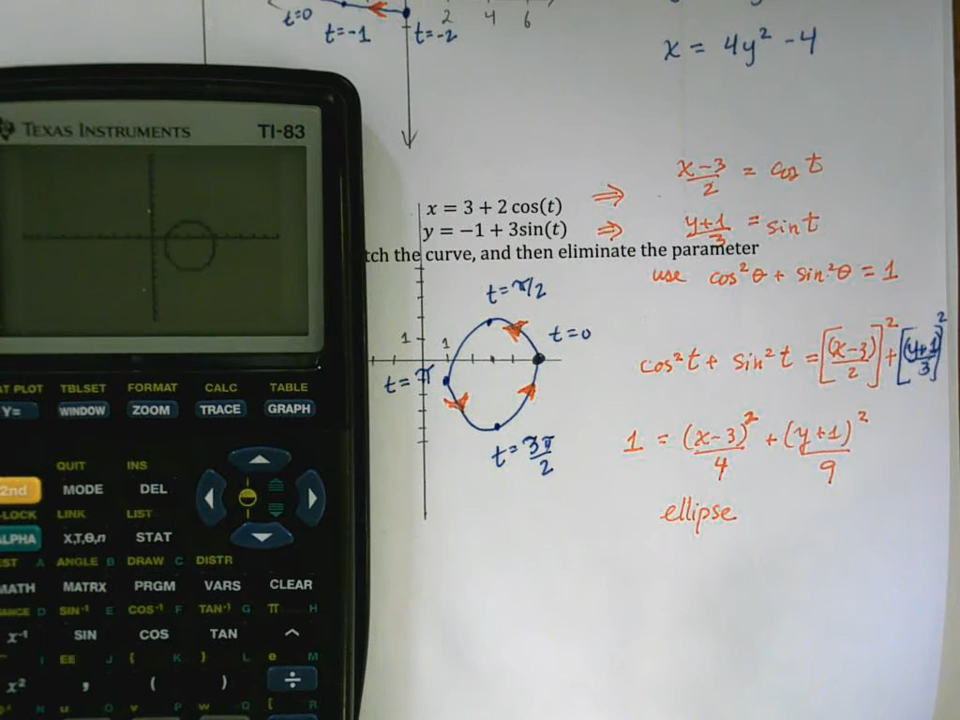 t=0
t=-1
t=-2
2 4 6
x = 4y² - 4
TEXAS INSTRUMENTS TI-83
x = 3 + 2 cos(t) ⇒ x-3/2 = cos t
y = −1 + 3sin(t) ⇒ y+1/3 = sin t
tch the curve, and then eliminate the parameter
use cos²θ + sin²θ = 1
t=π/2
t=0
1
1
t=π
t=3π/2
cos²t + sin²t = [(x-3)/2]² + [(y+1)/3]²
1 = (x-3)²/4 + (y+1)²/9
ellipse
AT PLOT TBLSET FORMAT CALC TABLE
Y= WINDOW ZOOM TRACE GRAPH
QUIT INS
2nd MODE DEL
-LOCK LINK LIST
ALPHA X,T,θ,n STAT
EST A ANGLE B DRAW C DISTR
MATH MATRX PRGM VARS CLEAR
D SIN⁻¹ E COS⁻¹ F TAN⁻¹ G π H
x⁻¹ SIN COS TAN ^
I EE J { K } L e M
x² , ( ) ÷
N u O v P w Q [ R